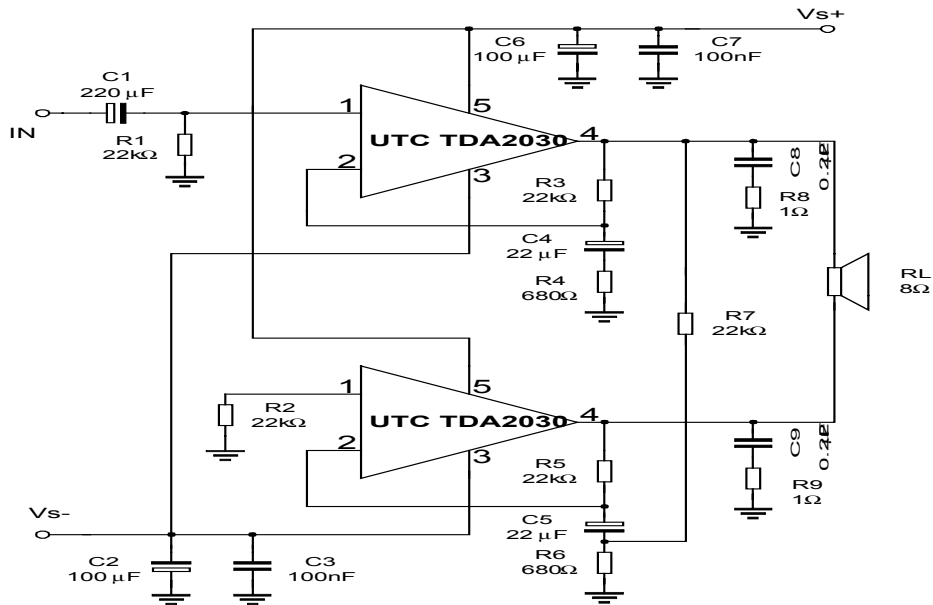 Vs+
C6
100 µF
C7
100nF
C1
220 µF
IN
R1
22kΩ
1
5
UTC TDA2030
4
2
3
R3
22kΩ
C8
R8
1Ω
C4
22 µF
R4
680Ω
RL
8Ω
R7
22kΩ
1
5
R2
22kΩ
UTC TDA2030
4
2
3
R5
22kΩ
C9
R9
1Ω
Vs-
C5
22 µF
R6
680Ω
C2
100 µF
C3
100nF